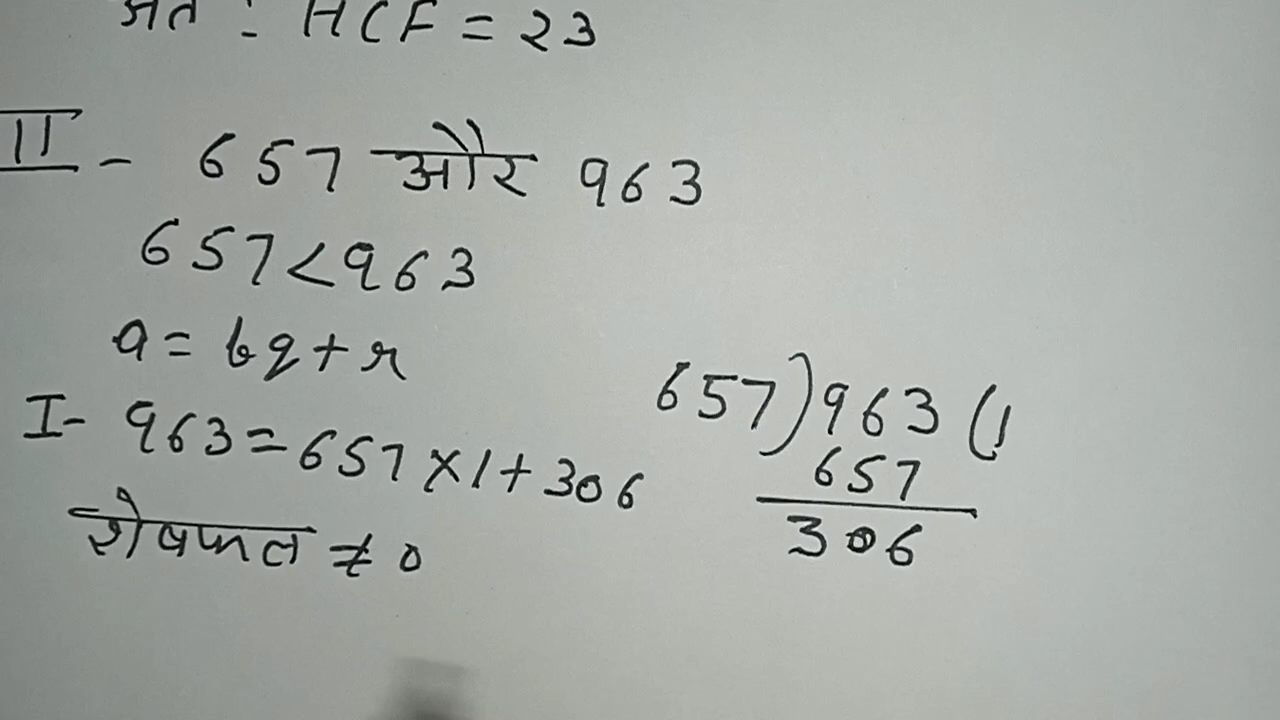 अतः HCF = 23
II - 657 और 963
657 < 963
a = bq + r
I- 963 = 657 × 1 + 306
शेषफल ≠ 0
657) 963 (1
657
306